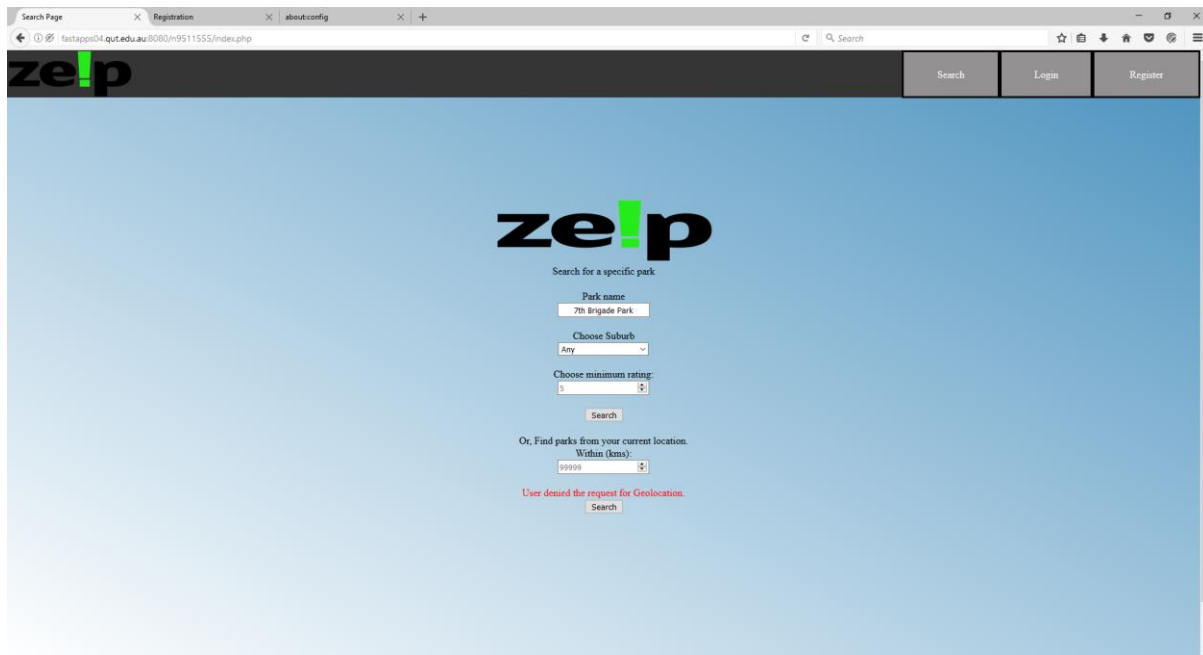 Search Page
Registration
about:config
fastapps04.qut.edu.au:8080/n9511555/index.php
Search
ze!p
Search
Login
Register
ze!p
Search for a specific park
Park name
7th Brigade Park
Choose Suburb
Any
Choose minimum rating:
5
Search
Or, Find parks from your current location.
Within (kms):
99999
User denied the request for Geolocation.
Search